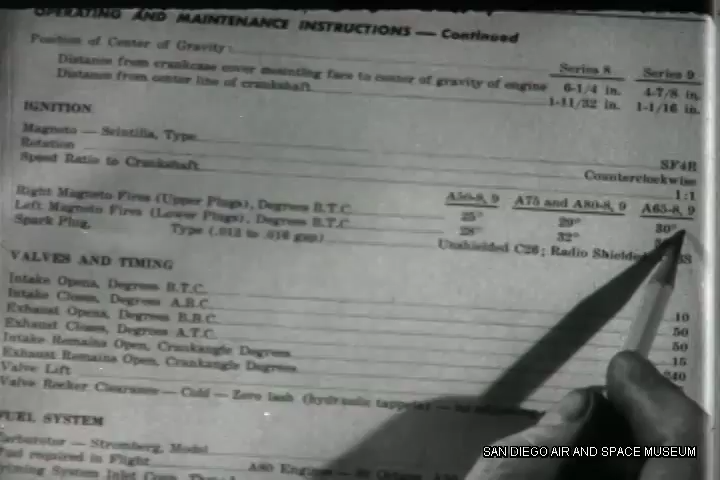 OPERATING AND MAINTENANCE INSTRUCTIONS — Continued
Position of Center of Gravity:
Series 8 Series 9
Distance from crankcase cover mounting face to center of gravity of engine 6-1/4 in. 4-7/8 in.
Distance from center line of crankshaft 1-11/32 in. 1-1/16 in.
IGNITION
Magneto — Scintilla, Type SF4R
Rotation Counterclockwise
Speed Ratio to Crankshaft 1:1
A50-8, 9 A75 and A80-8, 9 A65-8, 9
Right Magneto Fires (Upper Plugs), Degrees B.T.C. 25° 29° 30°
Left Magneto Fires (Lower Plugs), Degrees B.T.C. 28° 32°
Spark Plug, Type (.013 to .016 gap) Unshielded C26; Radio Shielded
VALVES AND TIMING
Intake Opens, Degrees B.T.C. 10
Intake Closes, Degrees A.B.C. 50
Exhaust Opens, Degrees B.B.C. 50
Exhaust Closes, Degrees A.T.C. 15
Intake Remains Open, Crankangle Degrees 240
Exhaust Remains Open, Crankangle Degrees
Valve Lift
Valve Rocker Clearance — Cold — Zero lash (hydraulic tappets) —
FUEL SYSTEM
Carburetor — Stromberg, Model
Fuel required in Flight
A80 Engines —
Priming System Inlet Conn.
SAN DIEGO AIR AND SPACE MUSEUM